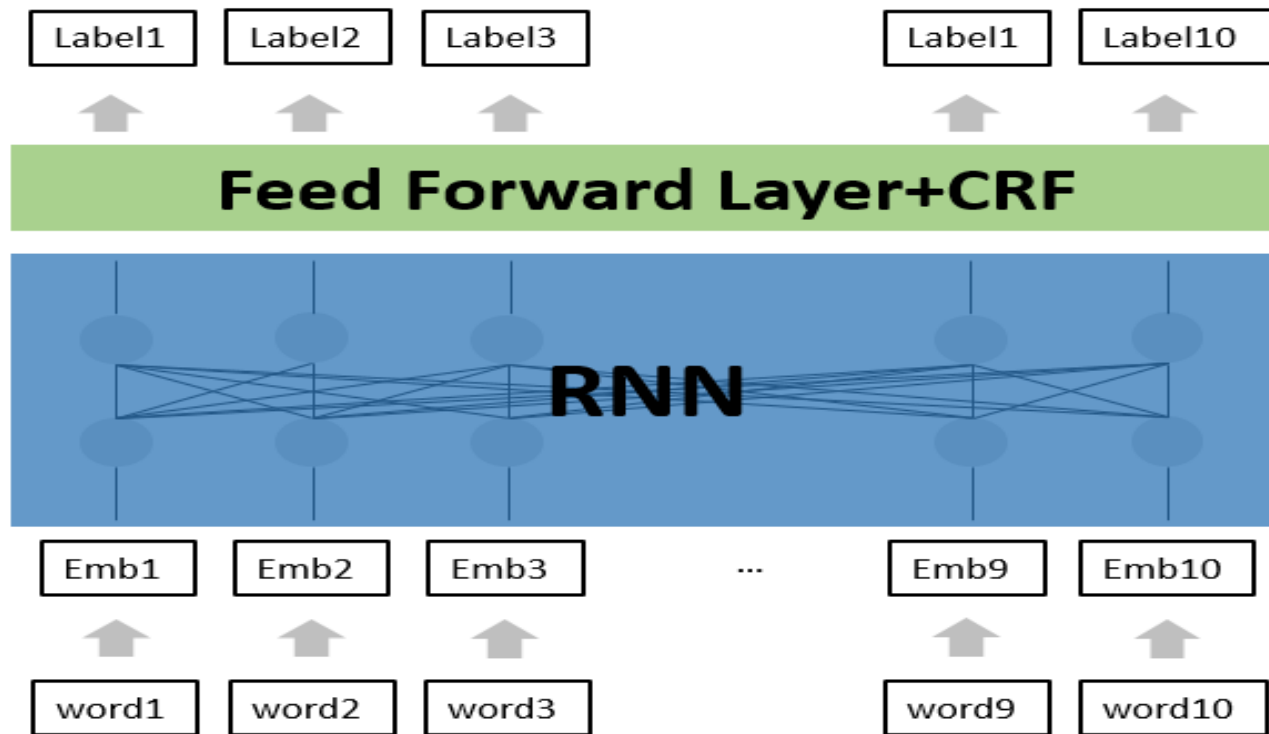 Label1 Label2 Label3 Label1 Label10
Feed Forward Layer+CRF
RNN
Emb1 Emb2 Emb3 ... Emb9 Emb10
word1 word2 word3 word9 word10